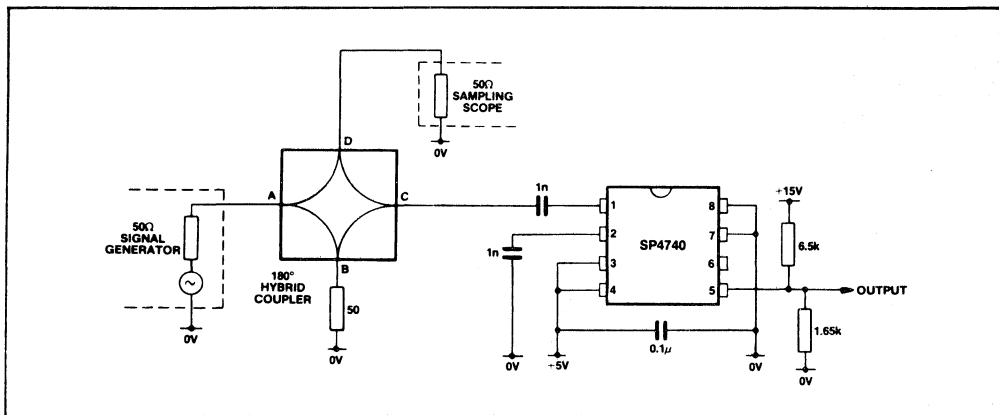 50Ω
SAMPLING
SCOPE
0V
D
A
C
B
50Ω
SIGNAL
GENERATOR
0V
180°
HYBRID
COUPLER
50
0V
1n
1n
0V
1
2
3
4
SP4740
8
7
6
5
+5V
0.1μ
0V
+15V
6.5k
OUTPUT
1.65k
0V